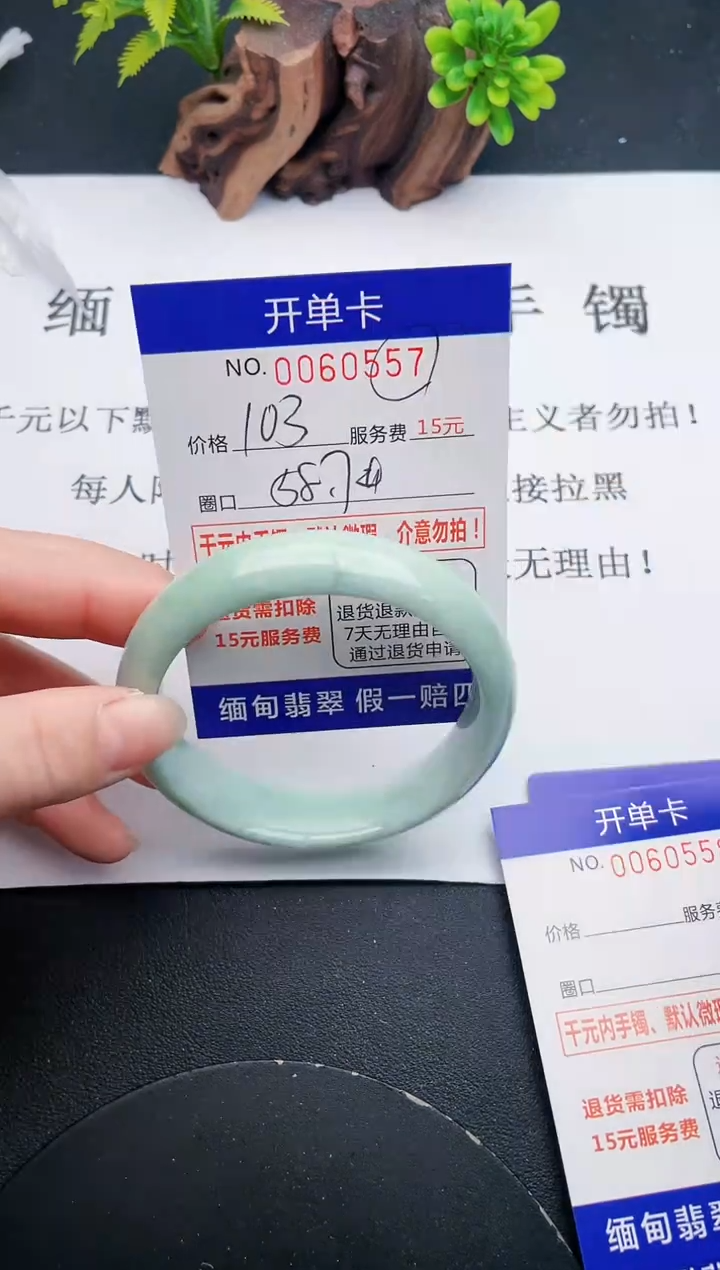 缅 手 镯
千元以下 主义者勿拍！
每人 接拉黑
时 无理由！
开单卡
NO. 0060557
价格 103 服务费 15元
圈口 58.7
千元内手镯、默认微瑕、介意勿拍！
退货需扣除
15元服务费
退货退款
7天无理由
通过退货申请
缅甸翡翠 假一赔四
开单卡
NO. 006055
价格 服务费
圈口
千元内手镯、默认微瑕
退货需扣除
15元服务费
缅甸翡翠